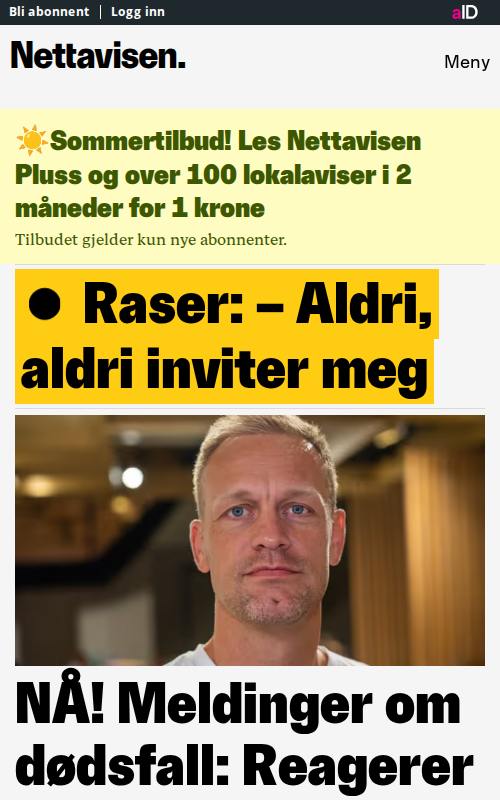 Bli abonnent | Logg inn
aID
Nettavisen.
Meny
☀️Sommertilbud! Les Nettavisen
Pluss og over 100 lokalaviser i 2
måneder for 1 krone
Tilbudet gjelder kun nye abonnenter.
● Raser: – Aldri,
aldri inviter meg
NÅ! Meldinger om
dødsfall: Reagerer